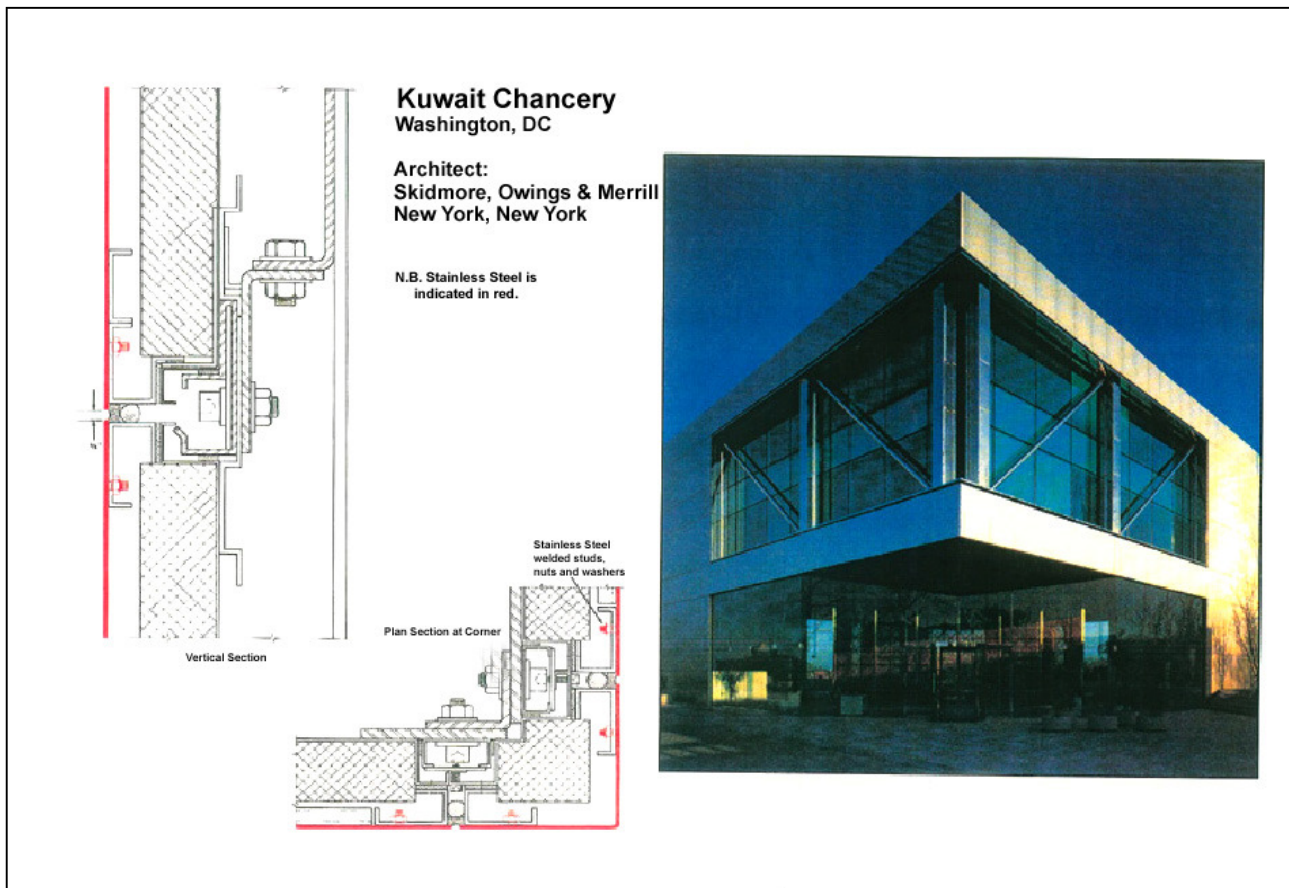 Kuwait Chancery
Washington, DC
Architect:
Skidmore, Owings & Merrill
New York, New York
N.B. Stainless Steel is
indicated in red.
Stainless Steel
welded studs,
nuts and washers
Plan Section at Corner
Vertical Section